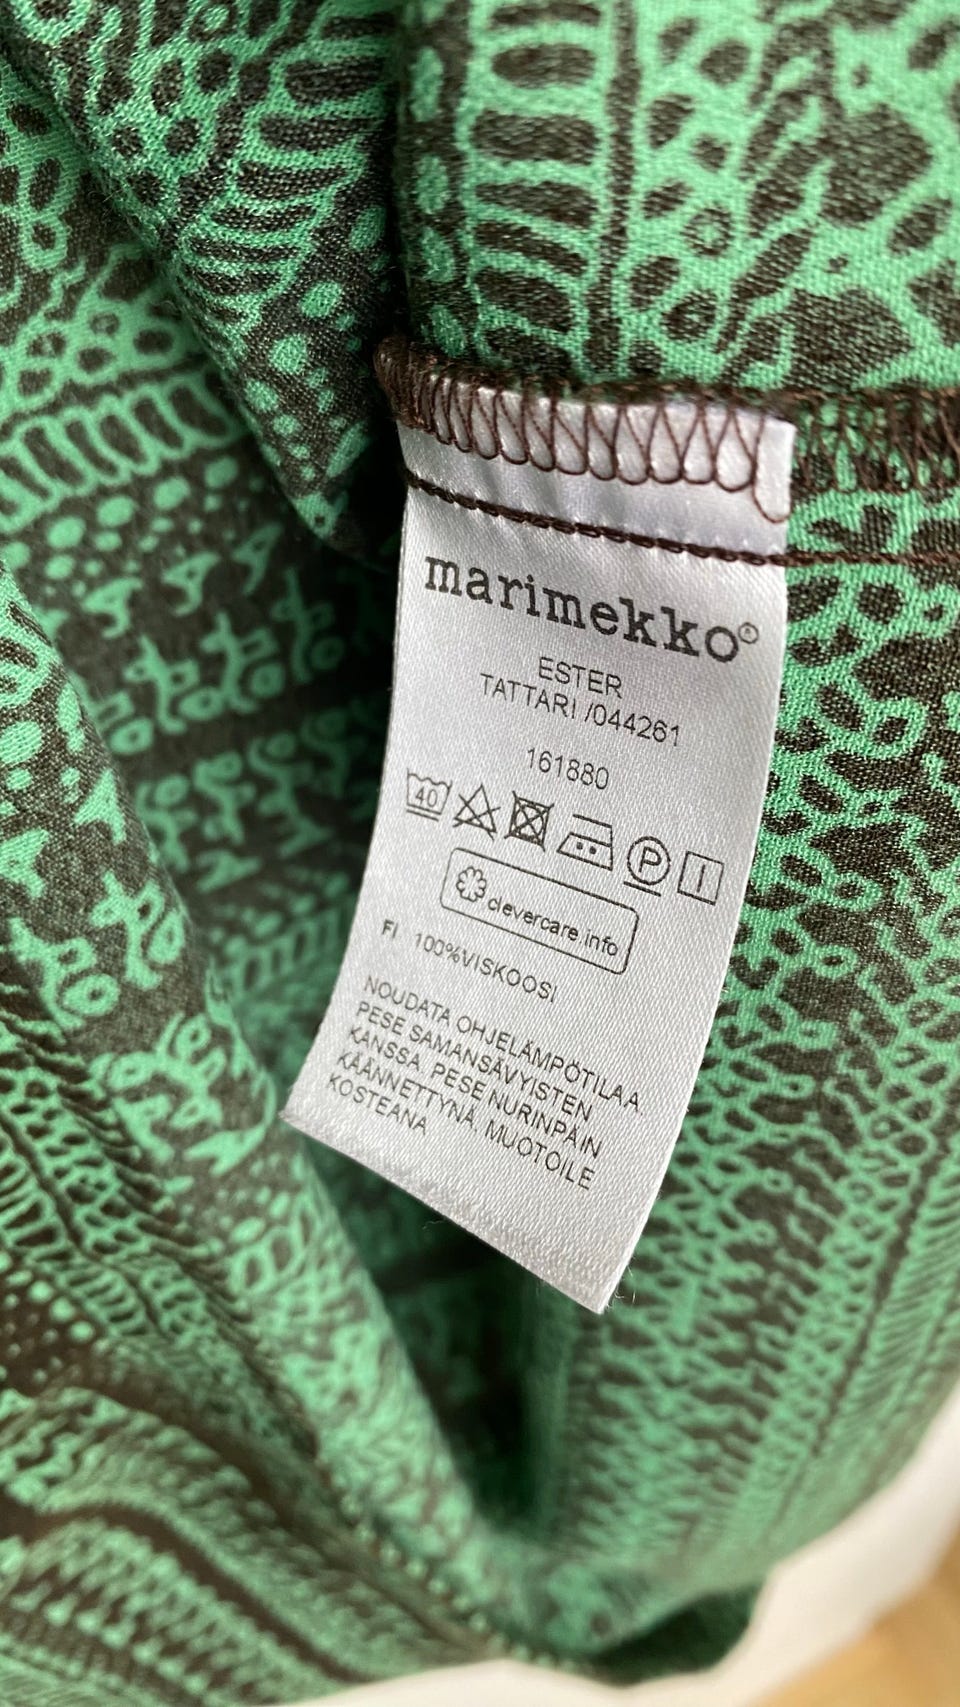 marimekko®
ESTER
TATTARI /044261
161880
40 P
clevercare.info
FI 100%VISKOOSI
NOUDATA OHJELÄMPÖTILAA.
PESE SAMANSÄVYISTEN
KANSSA. PESE NURINPÄIN
KÄÄNNETTYNÄ. MUOTOILE
KOSTEANA